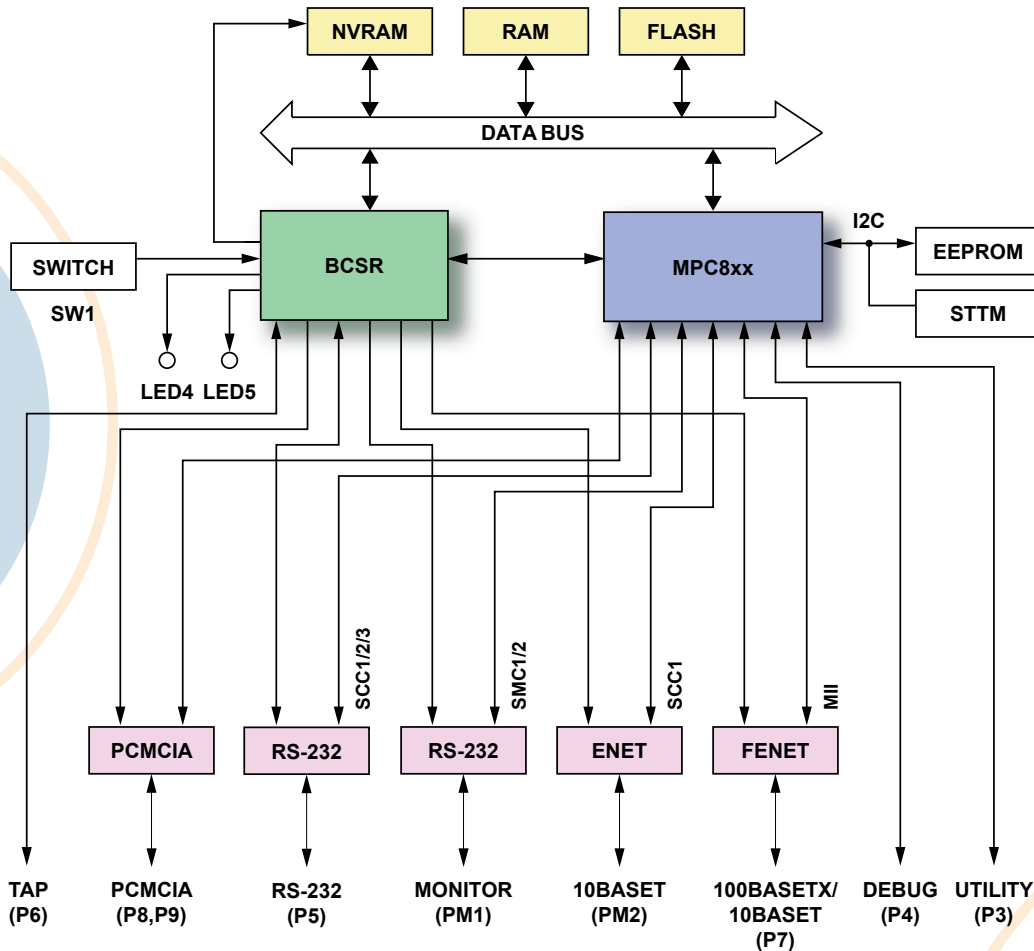 NVRAM
RAM
FLASH
DATA BUS
I2C
SWITCH
BCSR
MPC8xx
EEPROM
SW1
STTM
LED4
LED5
SCC1/2/3
SMC1/2
SCC1
MII
PCMCIA
RS-232
RS-232
ENET
FENET
TAP
(P6)
PCMCIA
(P8,P9)
RS-232
(P5)
MONITOR
(PM1)
10BASET
(PM2)
100BASETX/
10BASET
(P7)
DEBUG
(P4)
UTILITY
(P3)